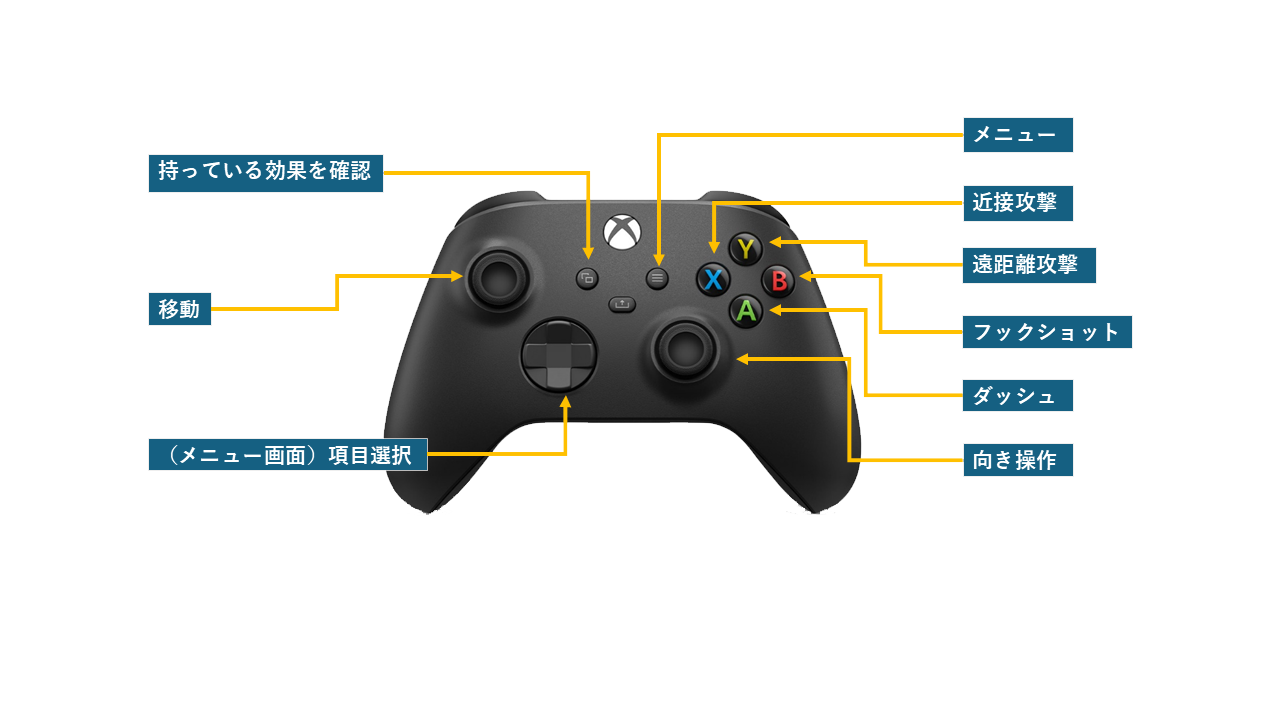 持っている効果を確認
移動
（メニュー画面）項目選択
メニュー
近接攻撃
遠距離攻撃
フックショット
ダッシュ
向き操作
Y
X
B
A